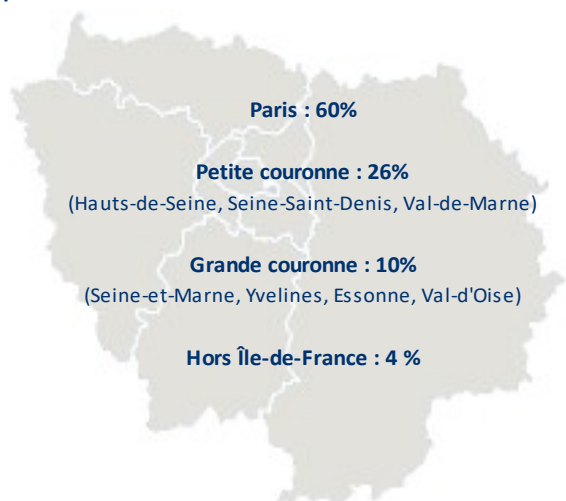 Paris : 60%
Petite couronne : 26%
(Hauts-de-Seine, Seine-Saint-Denis, Val-de-Marne)
Grande couronne : 10%
(Seine-et-Marne, Yvelines, Essonne, Val-d'Oise)
Hors Île-de-France : 4 %